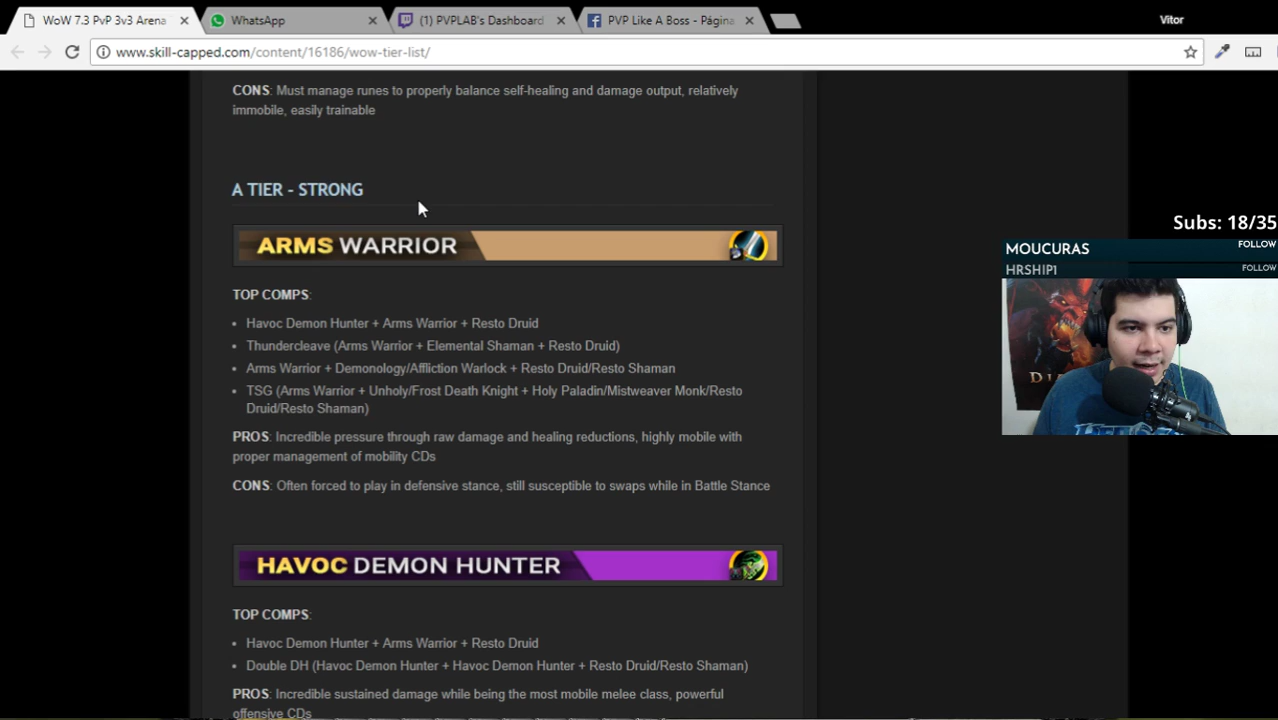 WoW 7.3 PvP 3v3 Arena
WhatsApp
(1) PVPLAB's Dashboard
PVP Like A Boss - Página
Vitor
www.skill-capped.com/content/16186/wow-tier-list/
CONS: Must manage runes to properly balance self-healing and damage output, relatively
immobile, easily trainable
A TIER - STRONG
ARMS WARRIOR
TOP COMPS:
• Havoc Demon Hunter + Arms Warrior + Resto Druid
• Thundercleave (Arms Warrior + Elemental Shaman + Resto Druid)
• Arms Warrior + Demonology/Affliction Warlock + Resto Druid/Resto Shaman
• TSG (Arms Warrior + Unholy/Frost Death Knight + Holy Paladin/Mistweaver Monk/Resto
Druid/Resto Shaman)
PROS: Incredible pressure through raw damage and healing reductions, highly mobile with
proper management of mobility CDs
CONS: Often forced to play in defensive stance, still susceptible to swaps while in Battle Stance
HAVOC DEMON HUNTER
TOP COMPS:
• Havoc Demon Hunter + Arms Warrior + Resto Druid
• Double DH (Havoc Demon Hunter + Havoc Demon Hunter + Resto Druid/Resto Shaman)
PROS: Incredible sustained damage while being the most mobile melee class, powerful
offensive CDs
Subs: 18/35
MOUCURAS FOLLOW
HRSHIP1 FOLLOW